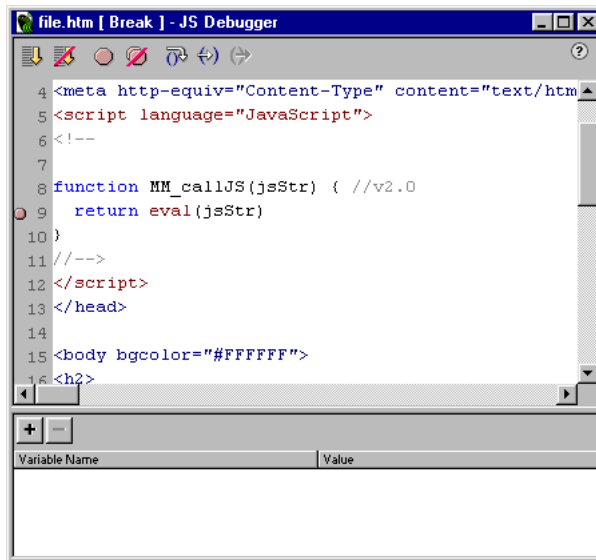 file.htm [ Break ] - JS Debugger
?
4 <meta http-equiv="Content-Type" content="text/htm
5 <script language="JavaScript">
6 <!--
7
8 function MM_callJS(jsStr) { //v2.0
9   return eval(jsStr)
10 }
11 //-->
12 </script>
13 </head>
14
15 <body bgcolor="#FFFFFF">
16 <h2>
Variable Name Value